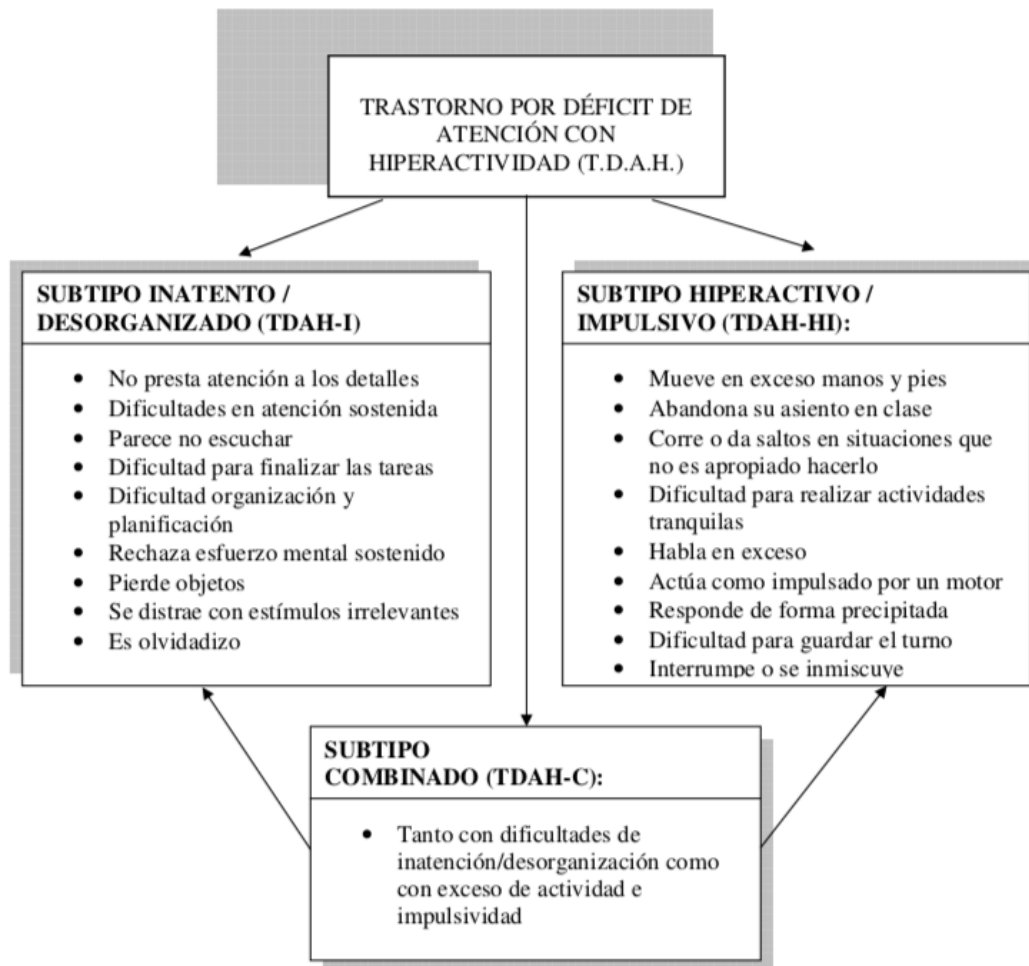 TRASTORNO POR DÉFICIT DE
ATENCIÓN CON
HIPERACTIVIDAD (T.D.A.H.)
SUBTIPO INATENTO /
DESORGANIZADO (TDAH-I)
• No presta atención a los detalles
• Dificultades en atención sostenida
• Parece no escuchar
• Dificultad para finalizar las tareas
• Dificultad organización y
planificación
• Rechaza esfuerzo mental sostenido
• Pierde objetos
• Se distrae con estímulos irrelevantes
• Es olvidadizo
SUBTIPO HIPERACTIVO /
IMPULSIVO (TDAH-HI):
• Mueve en exceso manos y pies
• Abandona su asiento en clase
• Corre o da saltos en situaciones que
no es apropiado hacerlo
• Dificultad para realizar actividades
tranquilas
• Habla en exceso
• Actúa como impulsado por un motor
• Responde de forma precipitada
• Dificultad para guardar el turno
• Interrumpe o se inmiscuye
SUBTIPO
COMBINADO (TDAH-C):
• Tanto con dificultades de
inatención/desorganización como
con exceso de actividad e
impulsividad